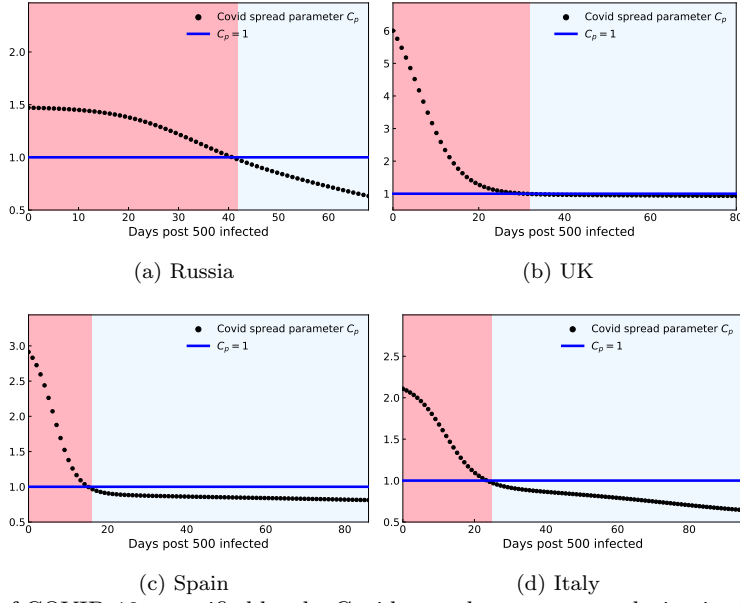 Covid spread parameter Cp
Cp = 1
2.0
1.5
1.0
0.5
0 10 20 30 40 50 60
Days post 500 infected
(a) Russia
Covid spread parameter Cp
Cp = 1
6
5
4
3
2
1
0 20 40 60 80
Days post 500 infected
(b) UK
Covid spread parameter Cp
Cp = 1
3.0
2.5
2.0
1.5
1.0
0.5
0 20 40 60 80
Days post 500 infected
(c) Spain
Covid spread parameter Cp
Cp = 1
2.5
2.0
1.5
1.0
0.5
0 20 40 60 80
Days post 500 infected
(d) Italy